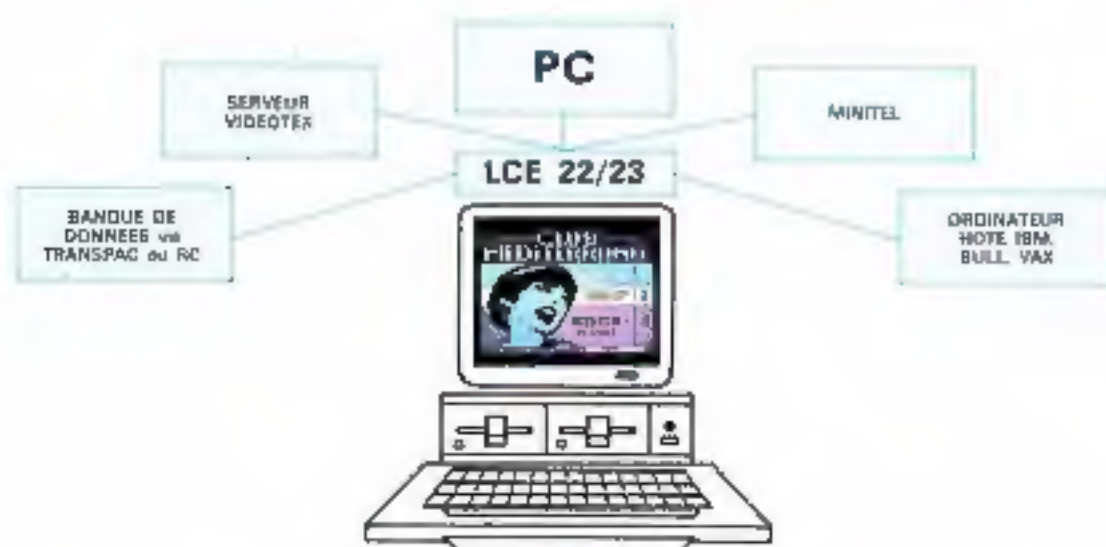 PC
SERVEUR
VIDEOTEX
MINITEL
LCE 22/23
BANQUE DE
DONNEES via
TRANSPAC ou RC
ORDINATEUR
HOTE IBM,
BULL, VAX